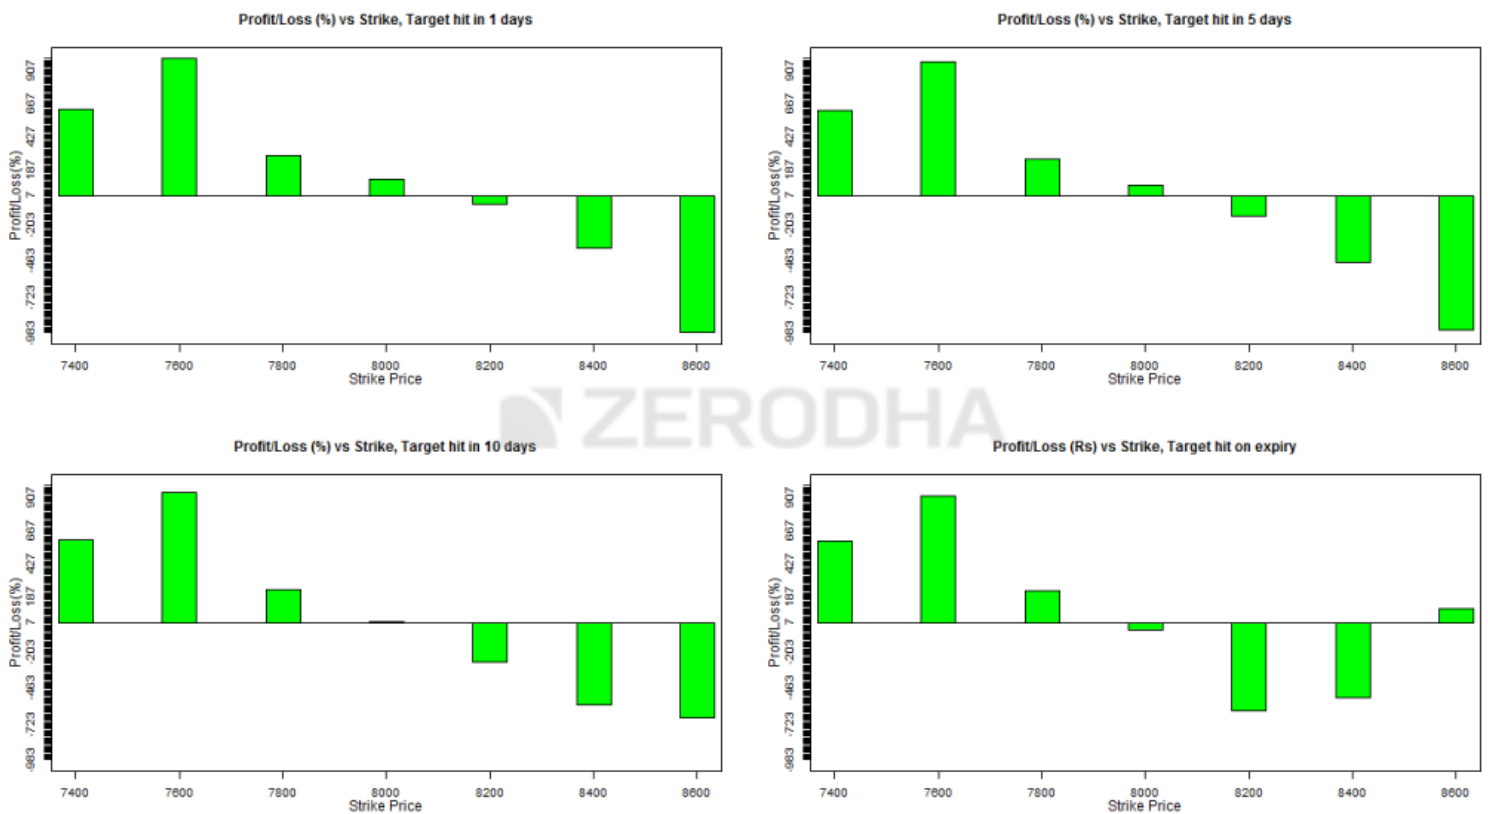 Profit/Loss (%) vs Strike, Target hit in 1 days
Profit/Loss(%)
907
667
427
187
7
-203
-463
-723
-983
7400 7600 7800 8000 8200 8400 8600
Strike Price
Profit/Loss (%) vs Strike, Target hit in 5 days
Profit/Loss(%)
907
667
427
187
7
-203
-463
-723
-983
7400 7600 7800 8000 8200 8400 8600
Strike Price
ZERODHA
Profit/Loss (%) vs Strike, Target hit in 10 days
Profit/Loss(%)
907
667
427
187
7
-203
-463
-723
-983
7400 7600 7800 8000 8200 8400 8600
Strike Price
Profit/Loss (Rs) vs Strike, Target hit on expiry
Profit/Loss(%)
907
667
427
187
7
-203
-463
-723
-983
7400 7600 7800 8000 8200 8400 8600
Strike Price